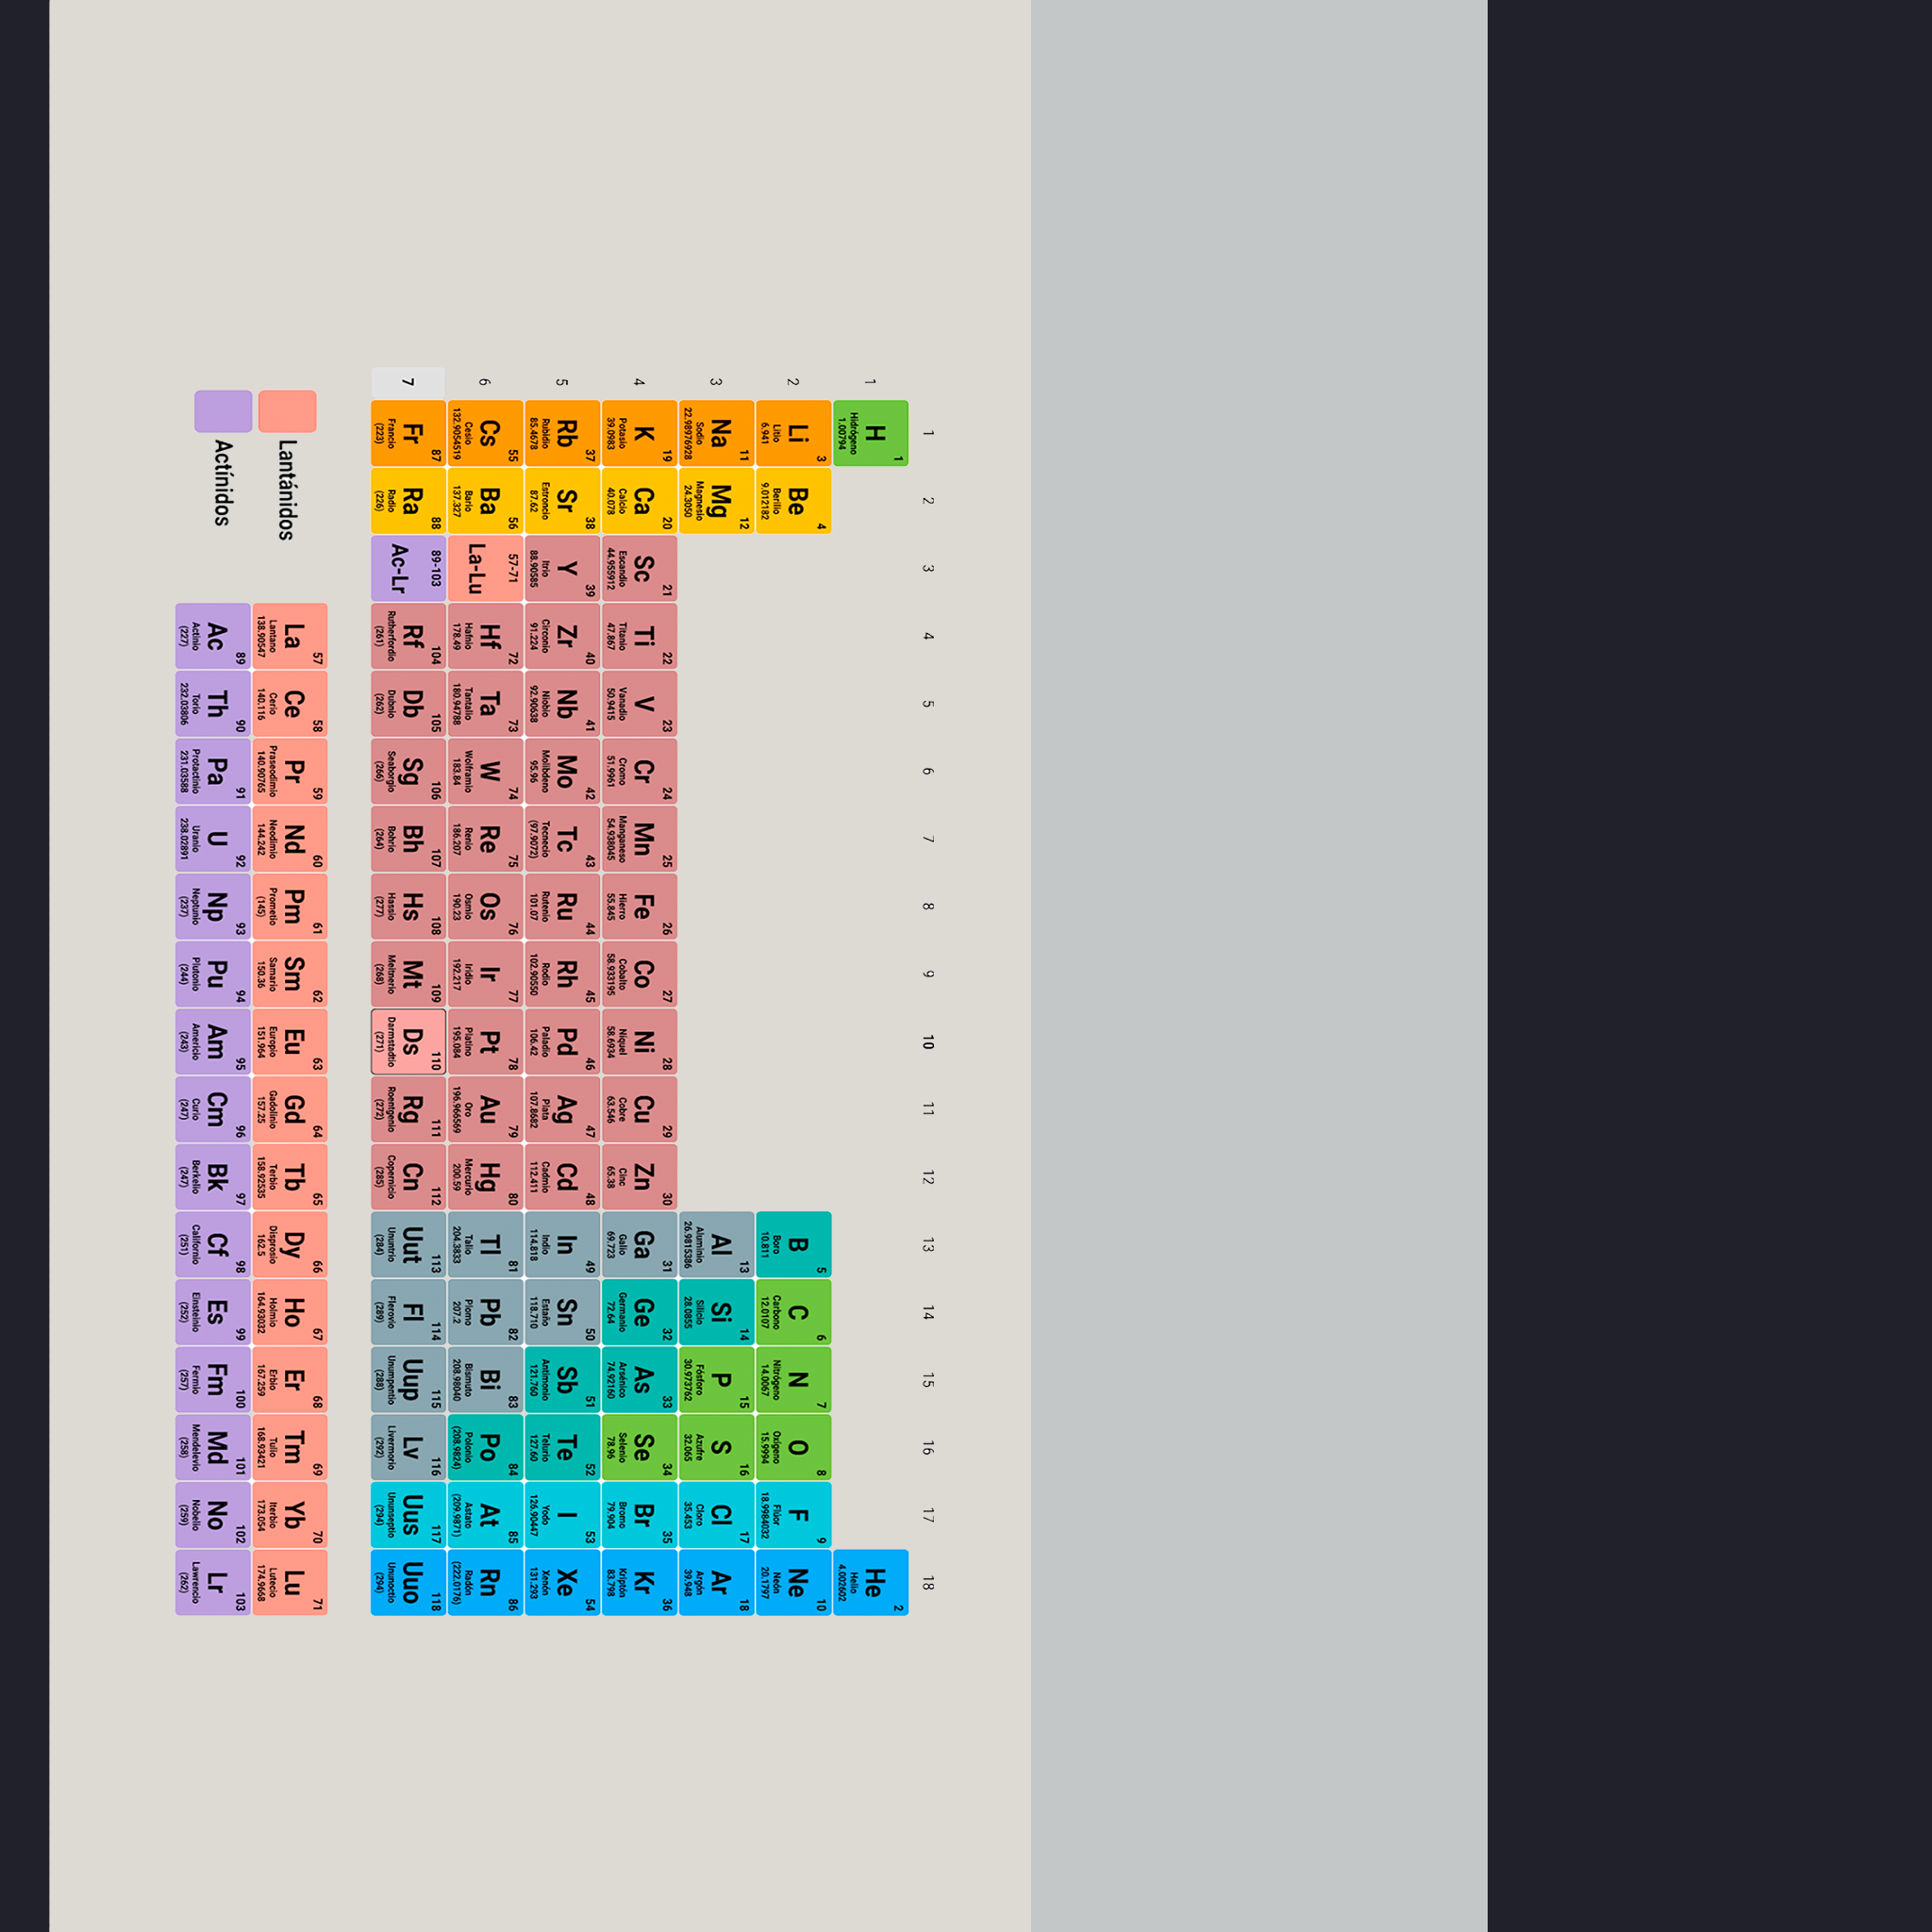 1 2 3 4 5 6 7 8 9 10 11 12 13 14 15 16 17 18
1 2
1 H He
Hidrógeno Helio
1.00794 4.002602
3 4 5 6 7 8 9 10
2 Li Be B C N O F Ne
Litio Berilio Boro Carbono Nitrógeno Oxígeno Flúor Neón
6.941 9.012182 10.811 12.0107 14.0067 15.9994 18.9984032 20.1797
11 12 13 14 15 16 17 18
3 Na Mg Al Si P S Cl Ar
Sodio Magnesio Aluminio Silicio Fósforo Azufre Cloro Argón
22.98976928 24.3050 26.9815386 28.0855 30.973762 32.065 35.453 39.948
19 20 21 22 23 24 25 26 27 28 29 30 31 32 33 34 35 36
4 K Ca Sc Ti V Cr Mn Fe Co Ni Cu Zn Ga Ge As Se Br Kr
Potasio Calcio Escandio Titanio Vanadio Cromo Manganeso Hierro Cobalto Níquel Cobre Cinc Galio Germanio Arsénico Selenio Bromo Kriptón
39.0983 40.078 44.955912 47.867 50.9415 51.9961 54.938045 55.845 58.933195 58.6934 63.546 65.38 69.723 72.64 74.92160 78.96 79.904 83.798
37 38 39 40 41 42 43 44 45 46 47 48 49 50 51 52 53 54
5 Rb Sr Y Zr Nb Mo Tc Ru Rh Pd Ag Cd In Sn Sb Te I Xe
Rubidio Estroncio Itrio Circonio Niobio Molibdeno Tecnecio Rutenio Rodio Paladio Plata Cadmio Indio Estaño Antimonio Telurio Yodo Xenón
85.4678 87.62 88.90585 91.224 92.90638 95.96 (97.9072) 101.07 102.90550 106.42 107.8682 112.411 114.818 118.710 121.760 127.60 126.90447 131.293
55 56 57-71 72 73 74 75 76 77 78 79 80 81 82 83 84 85 86
6 Cs Ba La-Lu Hf Ta W Re Os Ir Pt Au Hg Tl Pb Bi Po At Rn
Cesio Bario Hafnio Tantalio Wolframio Renio Osmio Iridio Platino Oro Mercurio Talio Plomo Bismuto Polonio Astato Radón
132.9054519 137.327 178.49 180.94788 183.84 186.207 190.23 192.217 195.084 196.966569 200.59 204.3833 207.2 208.98040 (208.9824) (209.9871) (222.0176)
87 88 89-103 104 105 106 107 108 109 110 111 112 113 114 115 116 117 118
7 Fr Ra Ac-Lr Rf Db Sg Bh Hs Mt Ds Rg Cn Uut Fl Uup Lv Uus Uuo
Francio Radio Rutherfordio Dubnio Seaborgio Bohrio Hassio Meitnerio Darmstadtio Roentgenio Copernicio Ununtrio Flerovio Unumpentio Livermorio Ununseptio Ununoctio
(223) (226) (261) (262) (266) (264) (277) (268) (271) (272) (285) (284) (289) (288) (292) (294) (294)
Lantánidos
57 58 59 60 61 62 63 64 65 66 67 68 69 70 71
La Ce Pr Nd Pm Sm Eu Gd Tb Dy Ho Er Tm Yb Lu
Lantano Cerio Praseodimio Neodimio Prometio Samario Europio Gadolinio Terbio Disprosio Holmio Erbio Tulio Iterbio Lutecio
138.90547 140.116 140.90765 144.242 (145) 150.36 151.964 157.25 158.92535 162.5 164.93032 167.259 168.93421 173.054 174.9668
Actínidos
89 90 91 92 93 94 95 96 97 98 99 100 101 102 103
Ac Th Pa U Np Pu Am Cm Bk Cf Es Fm Md No Lr
Actinio Torio Protactinio Uranio Neptunio Plutonio Americio Curio Berkelio Californio Einsteinio Fermio Mendelevio Nobelio Lawrencio
(227) 232.03806 231.03588 238.02891 (237) (244) (243) (247) (247) (251) (252) (257) (258) (259) (262)